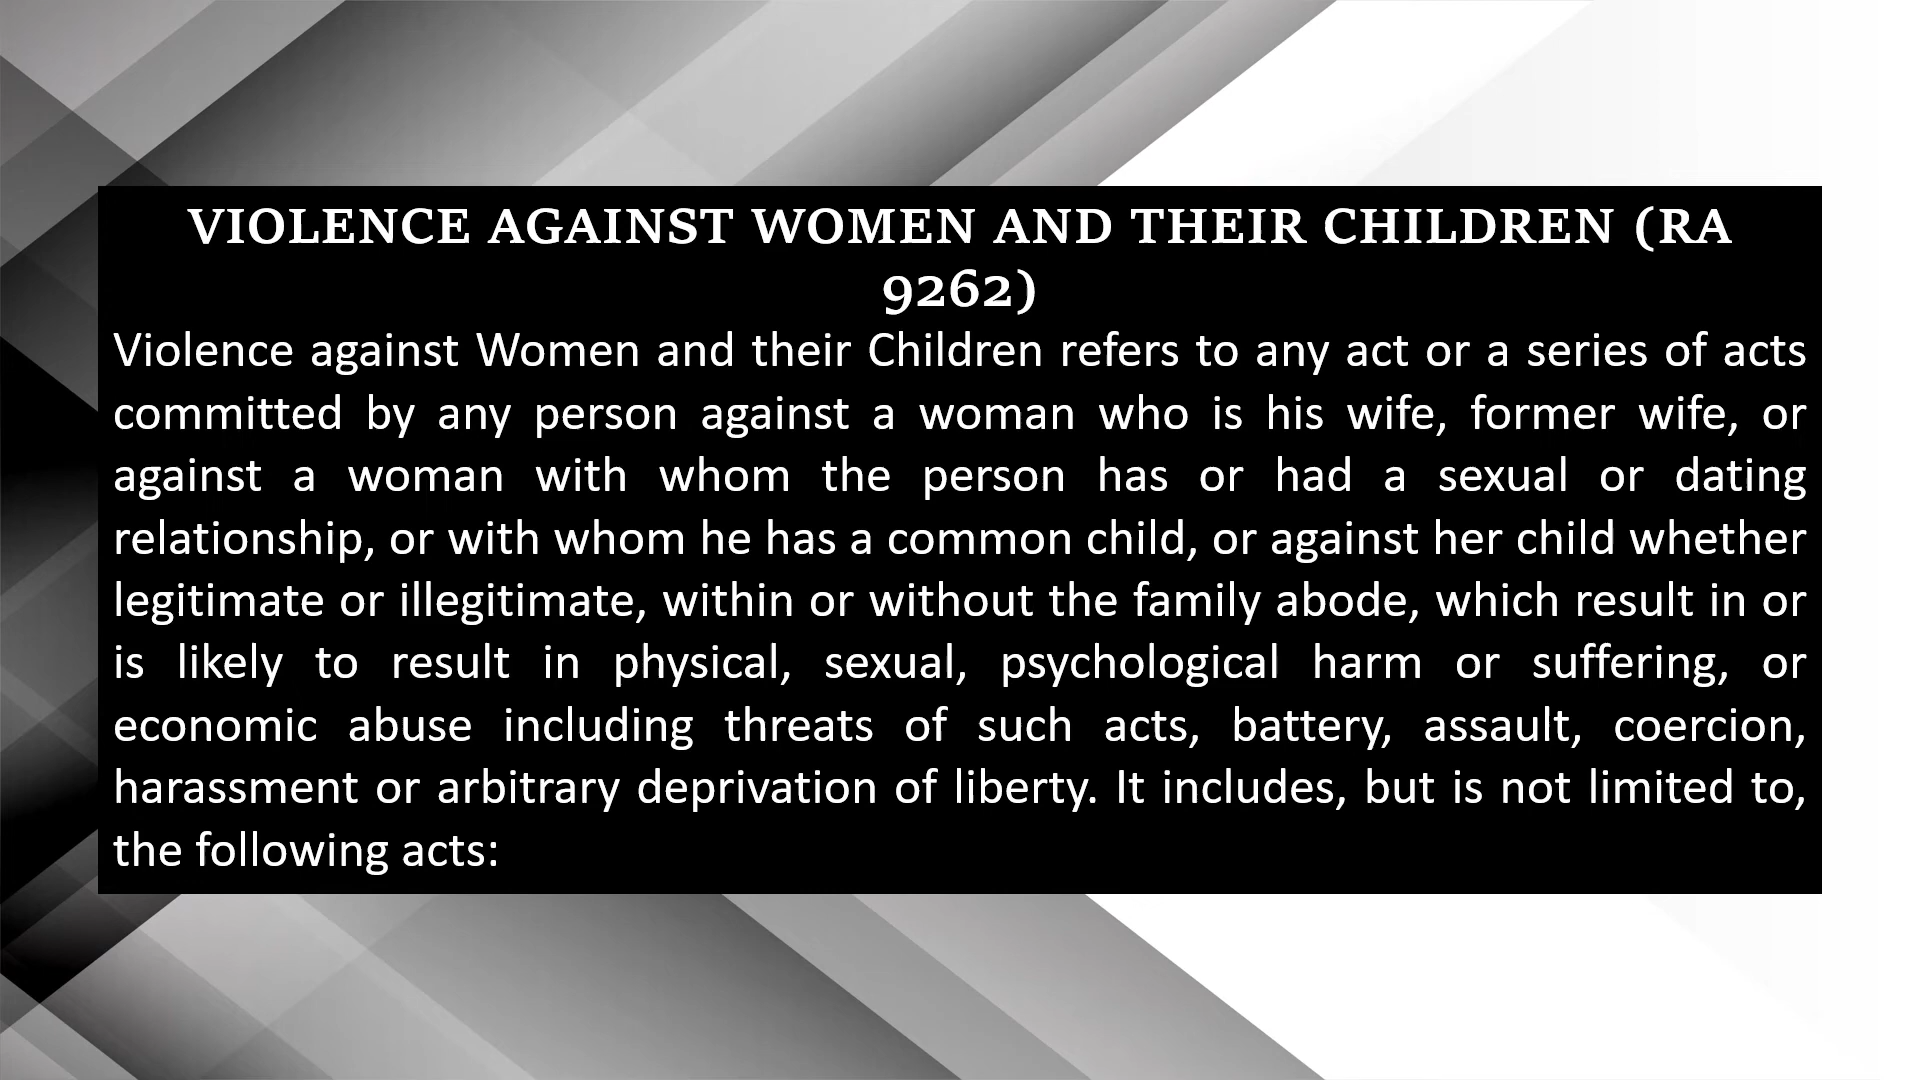 VIOLENCE AGAINST WOMEN AND THEIR CHILDREN (RA
9262)
Violence against Women and their Children refers to any act or a series of acts
committed by any person against a woman who is his wife, former wife, or
against a woman with whom the person has or had a sexual or dating
relationship, or with whom he has a common child, or against her child whether
legitimate or illegitimate, within or without the family abode, which result in or
is likely to result in physical, sexual, psychological harm or suffering, or
economic abuse including threats of such acts, battery, assault, coercion,
harassment or arbitrary deprivation of liberty. It includes, but is not limited to,
the following acts: